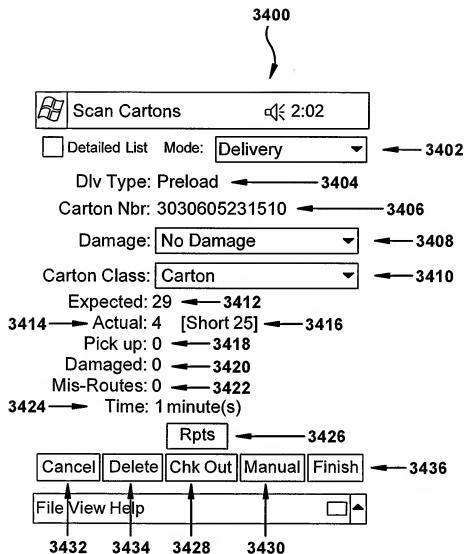 3400
Scan Cartons 2:02
Detailed List Mode: Delivery 3402
Dlv Type: Preload 3404
Carton Nbr: 3030605231510 3406
Damage: No Damage 3408
Carton Class: Carton 3410
Expected: 29 3412
3414 Actual: 4 [Short 25] 3416
Pick up: 0 3418
Damaged: 0 3420
Mis-Routes: 0 3422
3424 Time: 1 minute(s)
Rpts 3426
Cancel Delete Chk Out Manual Finish 3436
File View Help
3432 3434 3428 3430